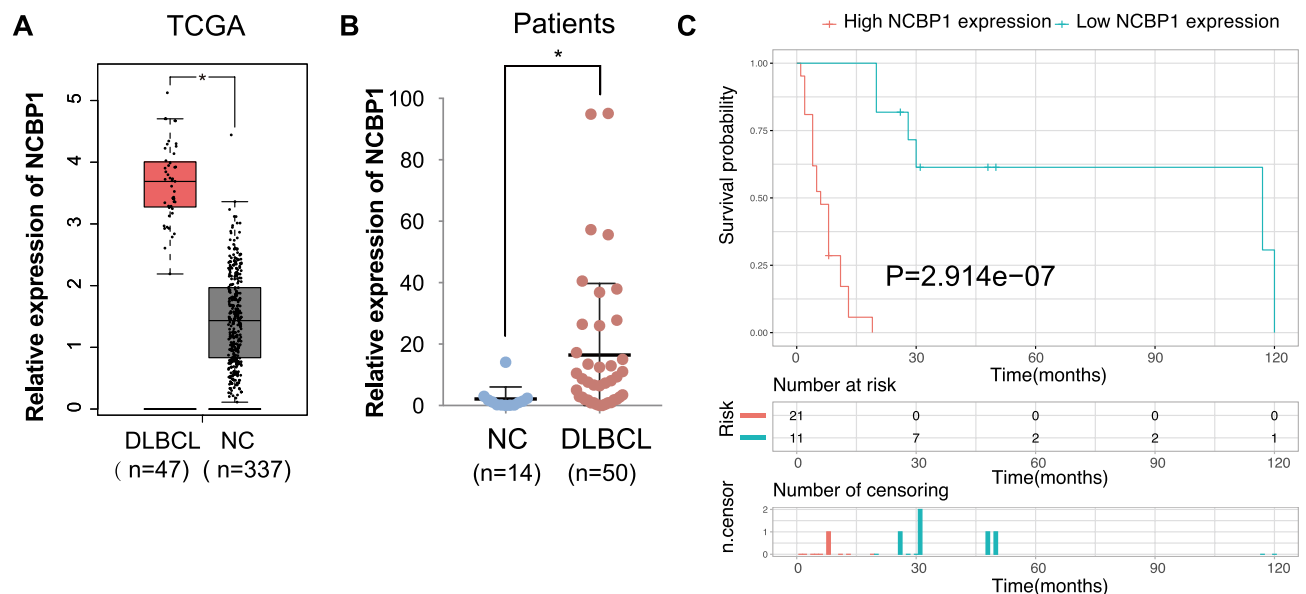 A
TCGA
Relative expression of NCBP1
*
5
4
3
2
1
0
DLBCL
NC
( n=47)
( n=337)
B
Patients
*
Relative expression of NCBP1
100
80
60
40
20
0
NC
DLBCL
(n=14)
(n=50)
C
High NCBP1 expression
Low NCBP1 expression
Survival probability
1.00
0.75
0.50
0.25
0.00
P=2.914e−07
0 30 60 90 120
Time(months)
Number at risk
Risk
21 0 0 0 0
11 7 2 2 1
0 30 60 90 120
Time(months)
Number of censoring
n.censor
2
1
0
0 30 60 90 120
Time(months)